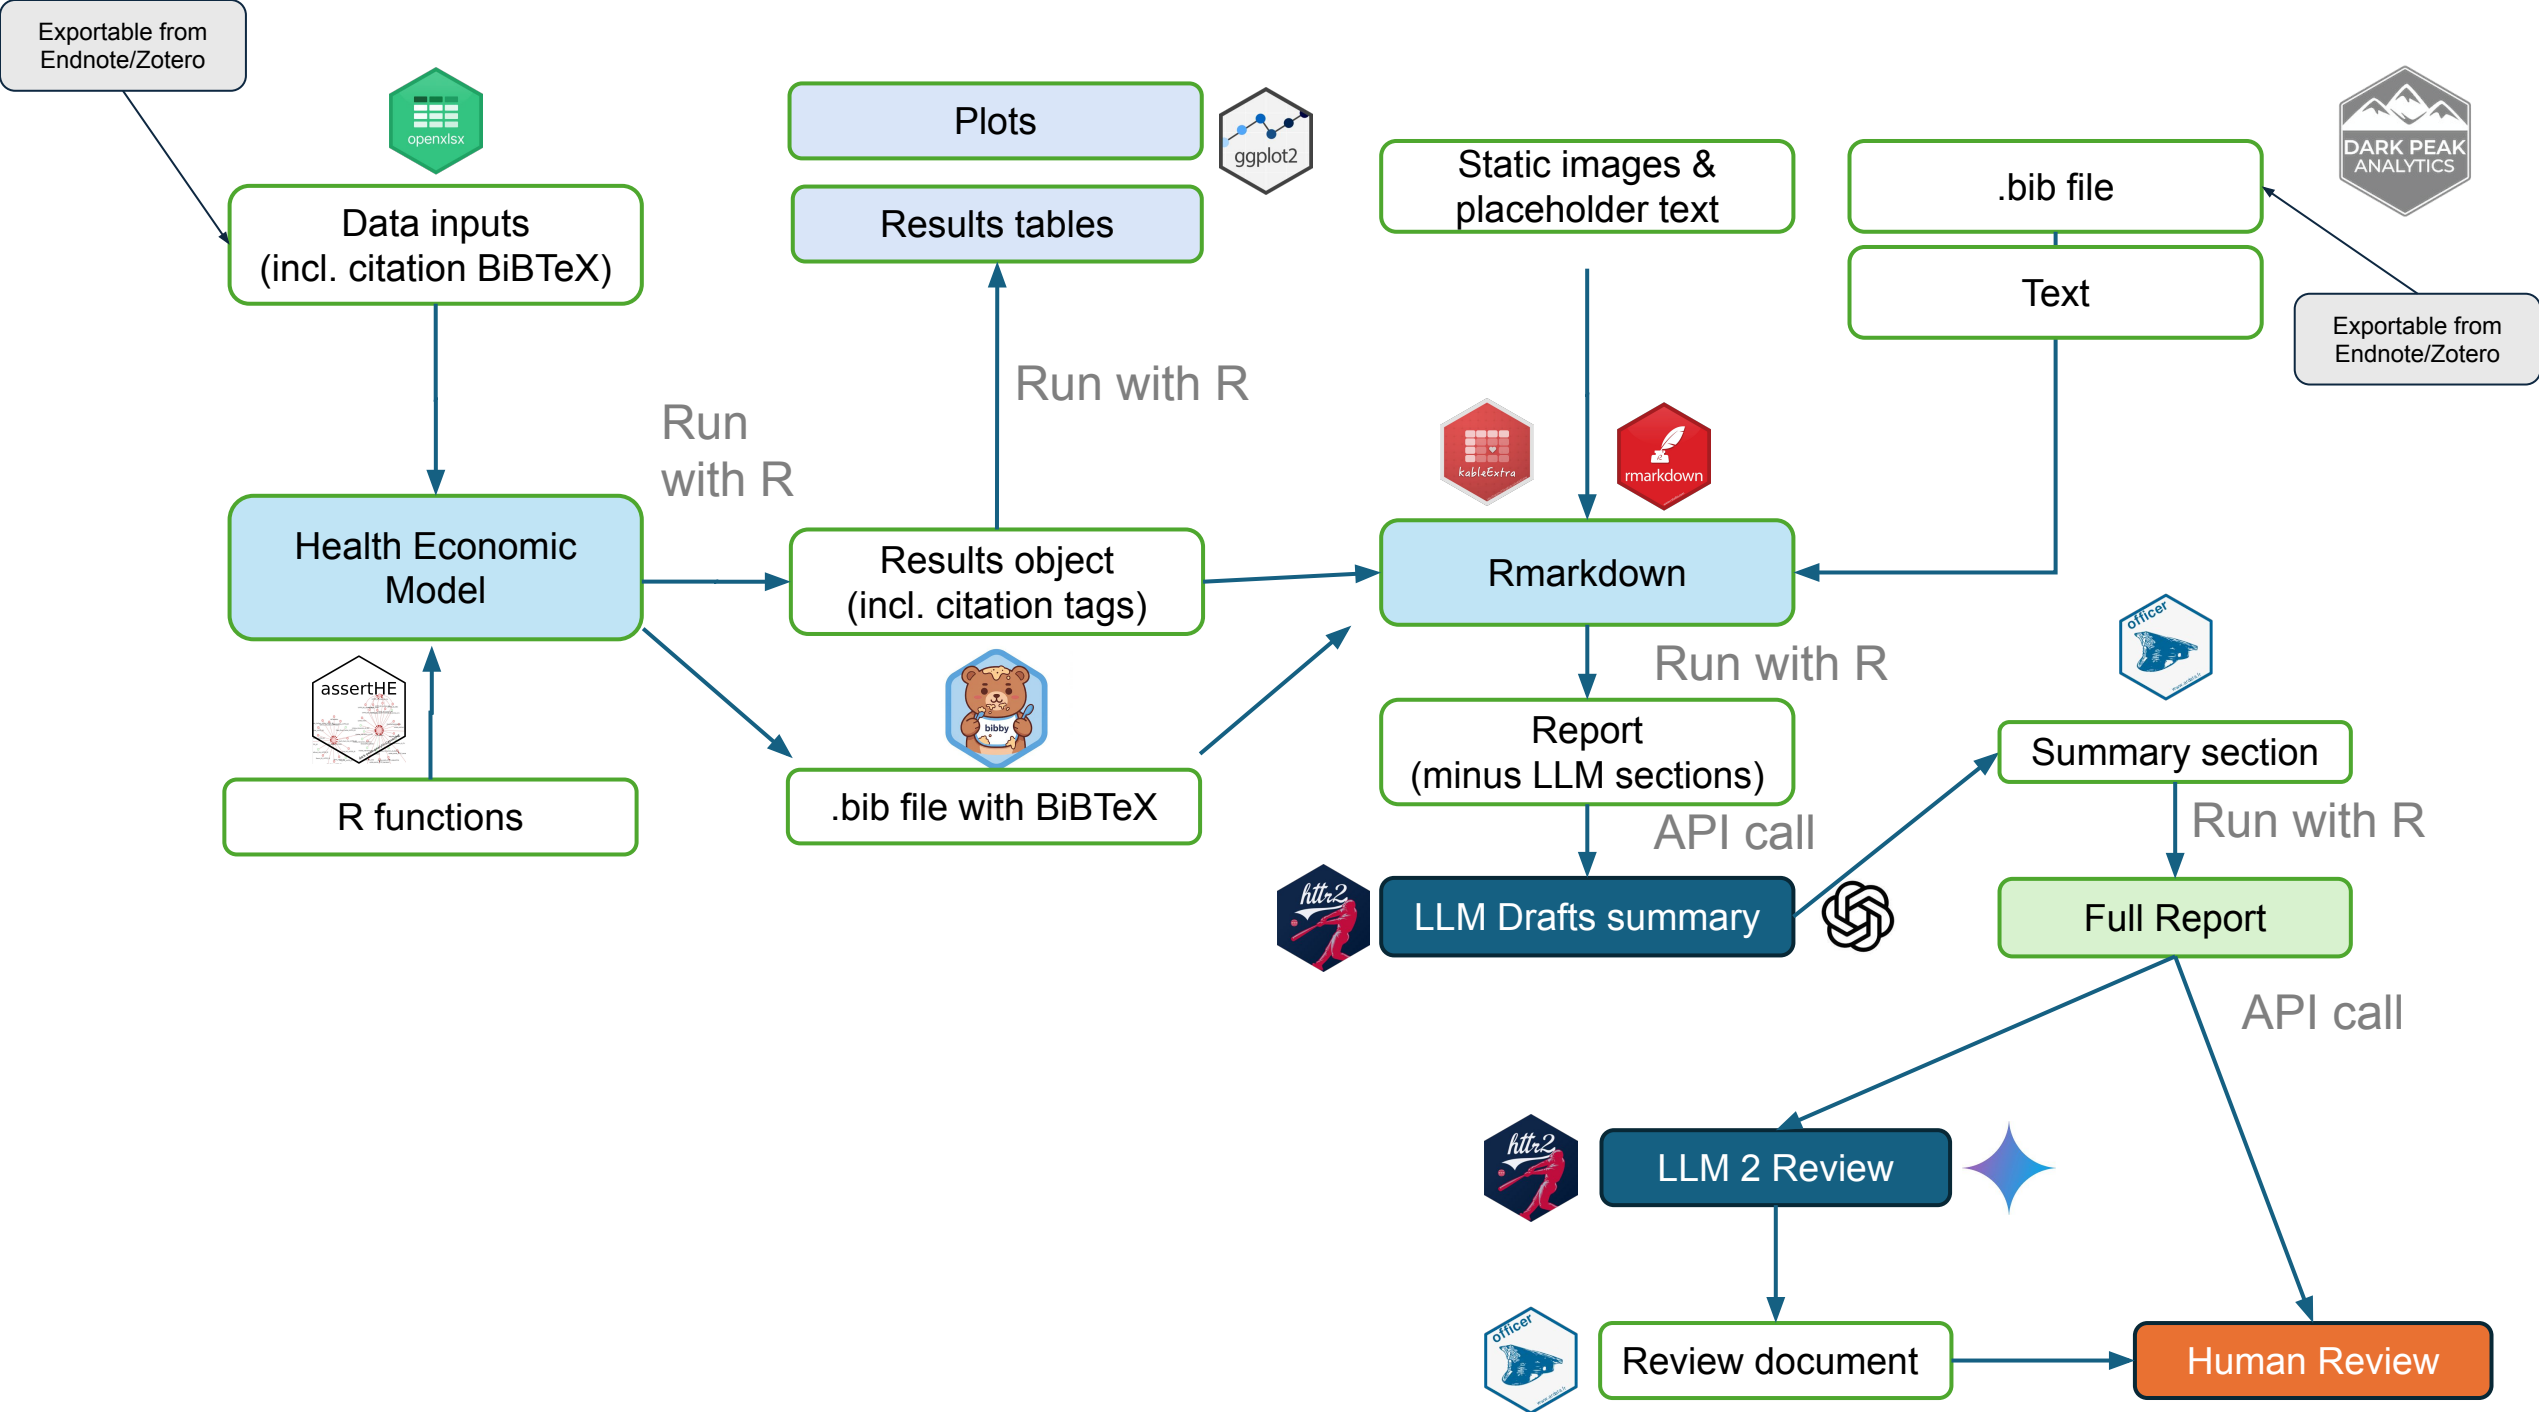 Exportable from
Endnote/Zotero
openxlsx
Data inputs
(incl. citation BiBTeX)
Plots
Results tables
ggplot2
Static images &
placeholder text
.bib file
Text
DARK PEAK
ANALYTICS
Exportable from
Endnote/Zotero
Run
with R
Run with R
kableExtra
rmarkdown
Health Economic
Model
Results object
(incl. citation tags)
Rmarkdown
officer
assertHE
bibby
Run with R
R functions
.bib file with BiBTeX
Report
(minus LLM sections)
Summary section
API call
Run with R
httr2
LLM Drafts summary
Full Report
API call
httr2
LLM 2 Review
officer
Review document
Human Review